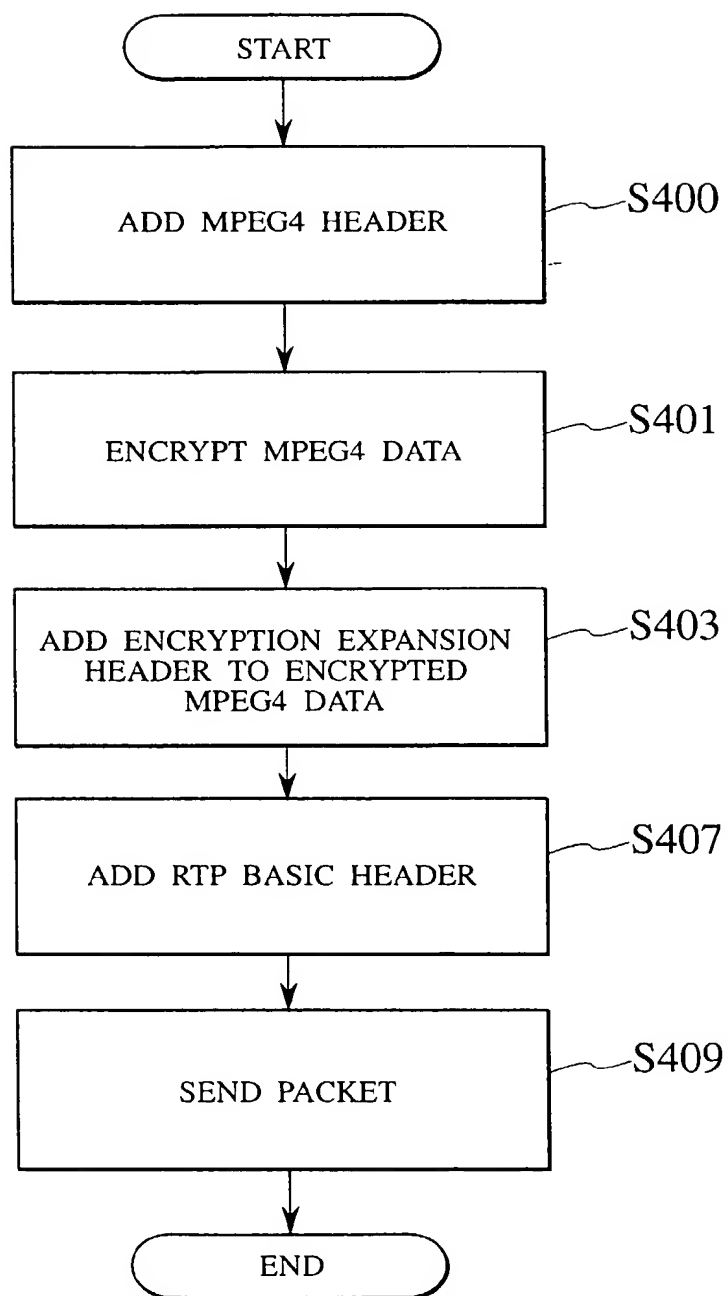 START
ADD MPEG4 HEADER
S400
ENCRYPT MPEG4 DATA
S401
ADD ENCRYPTION EXPANSION
HEADER TO ENCRYPTED
MPEG4 DATA
S403
ADD RTP BASIC HEADER
S407
SEND PACKET
S409
END